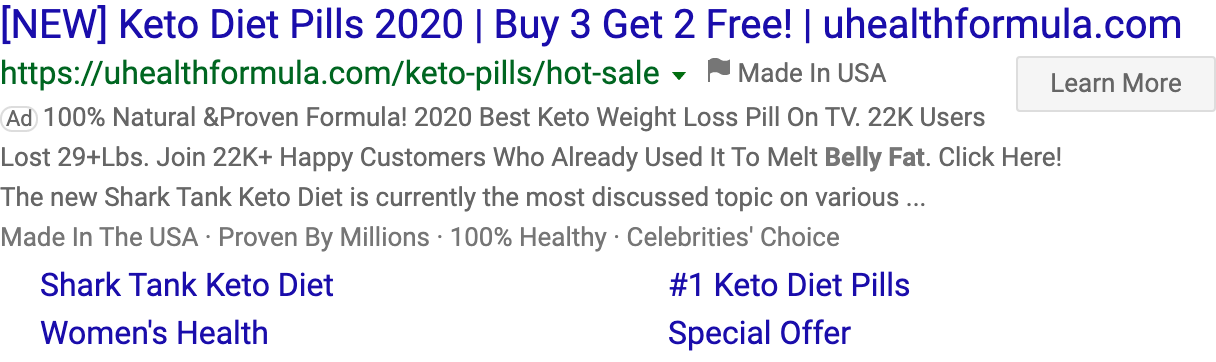 [NEW] Keto Diet Pills 2020 | Buy 3 Get 2 Free! | uhealthformula.com
https://uhealthformula.com/keto-pills/hot-sale Made In USA
Learn More
Ad 100% Natural &Proven Formula! 2020 Best Keto Weight Loss Pill On TV. 22K Users
Lost 29+Lbs. Join 22K+ Happy Customers Who Already Used It To Melt Belly Fat. Click Here!
The new Shark Tank Keto Diet is currently the most discussed topic on various ...
Made In The USA · Proven By Millions · 100% Healthy · Celebrities' Choice
Shark Tank Keto Diet
#1 Keto Diet Pills
Women's Health
Special Offer